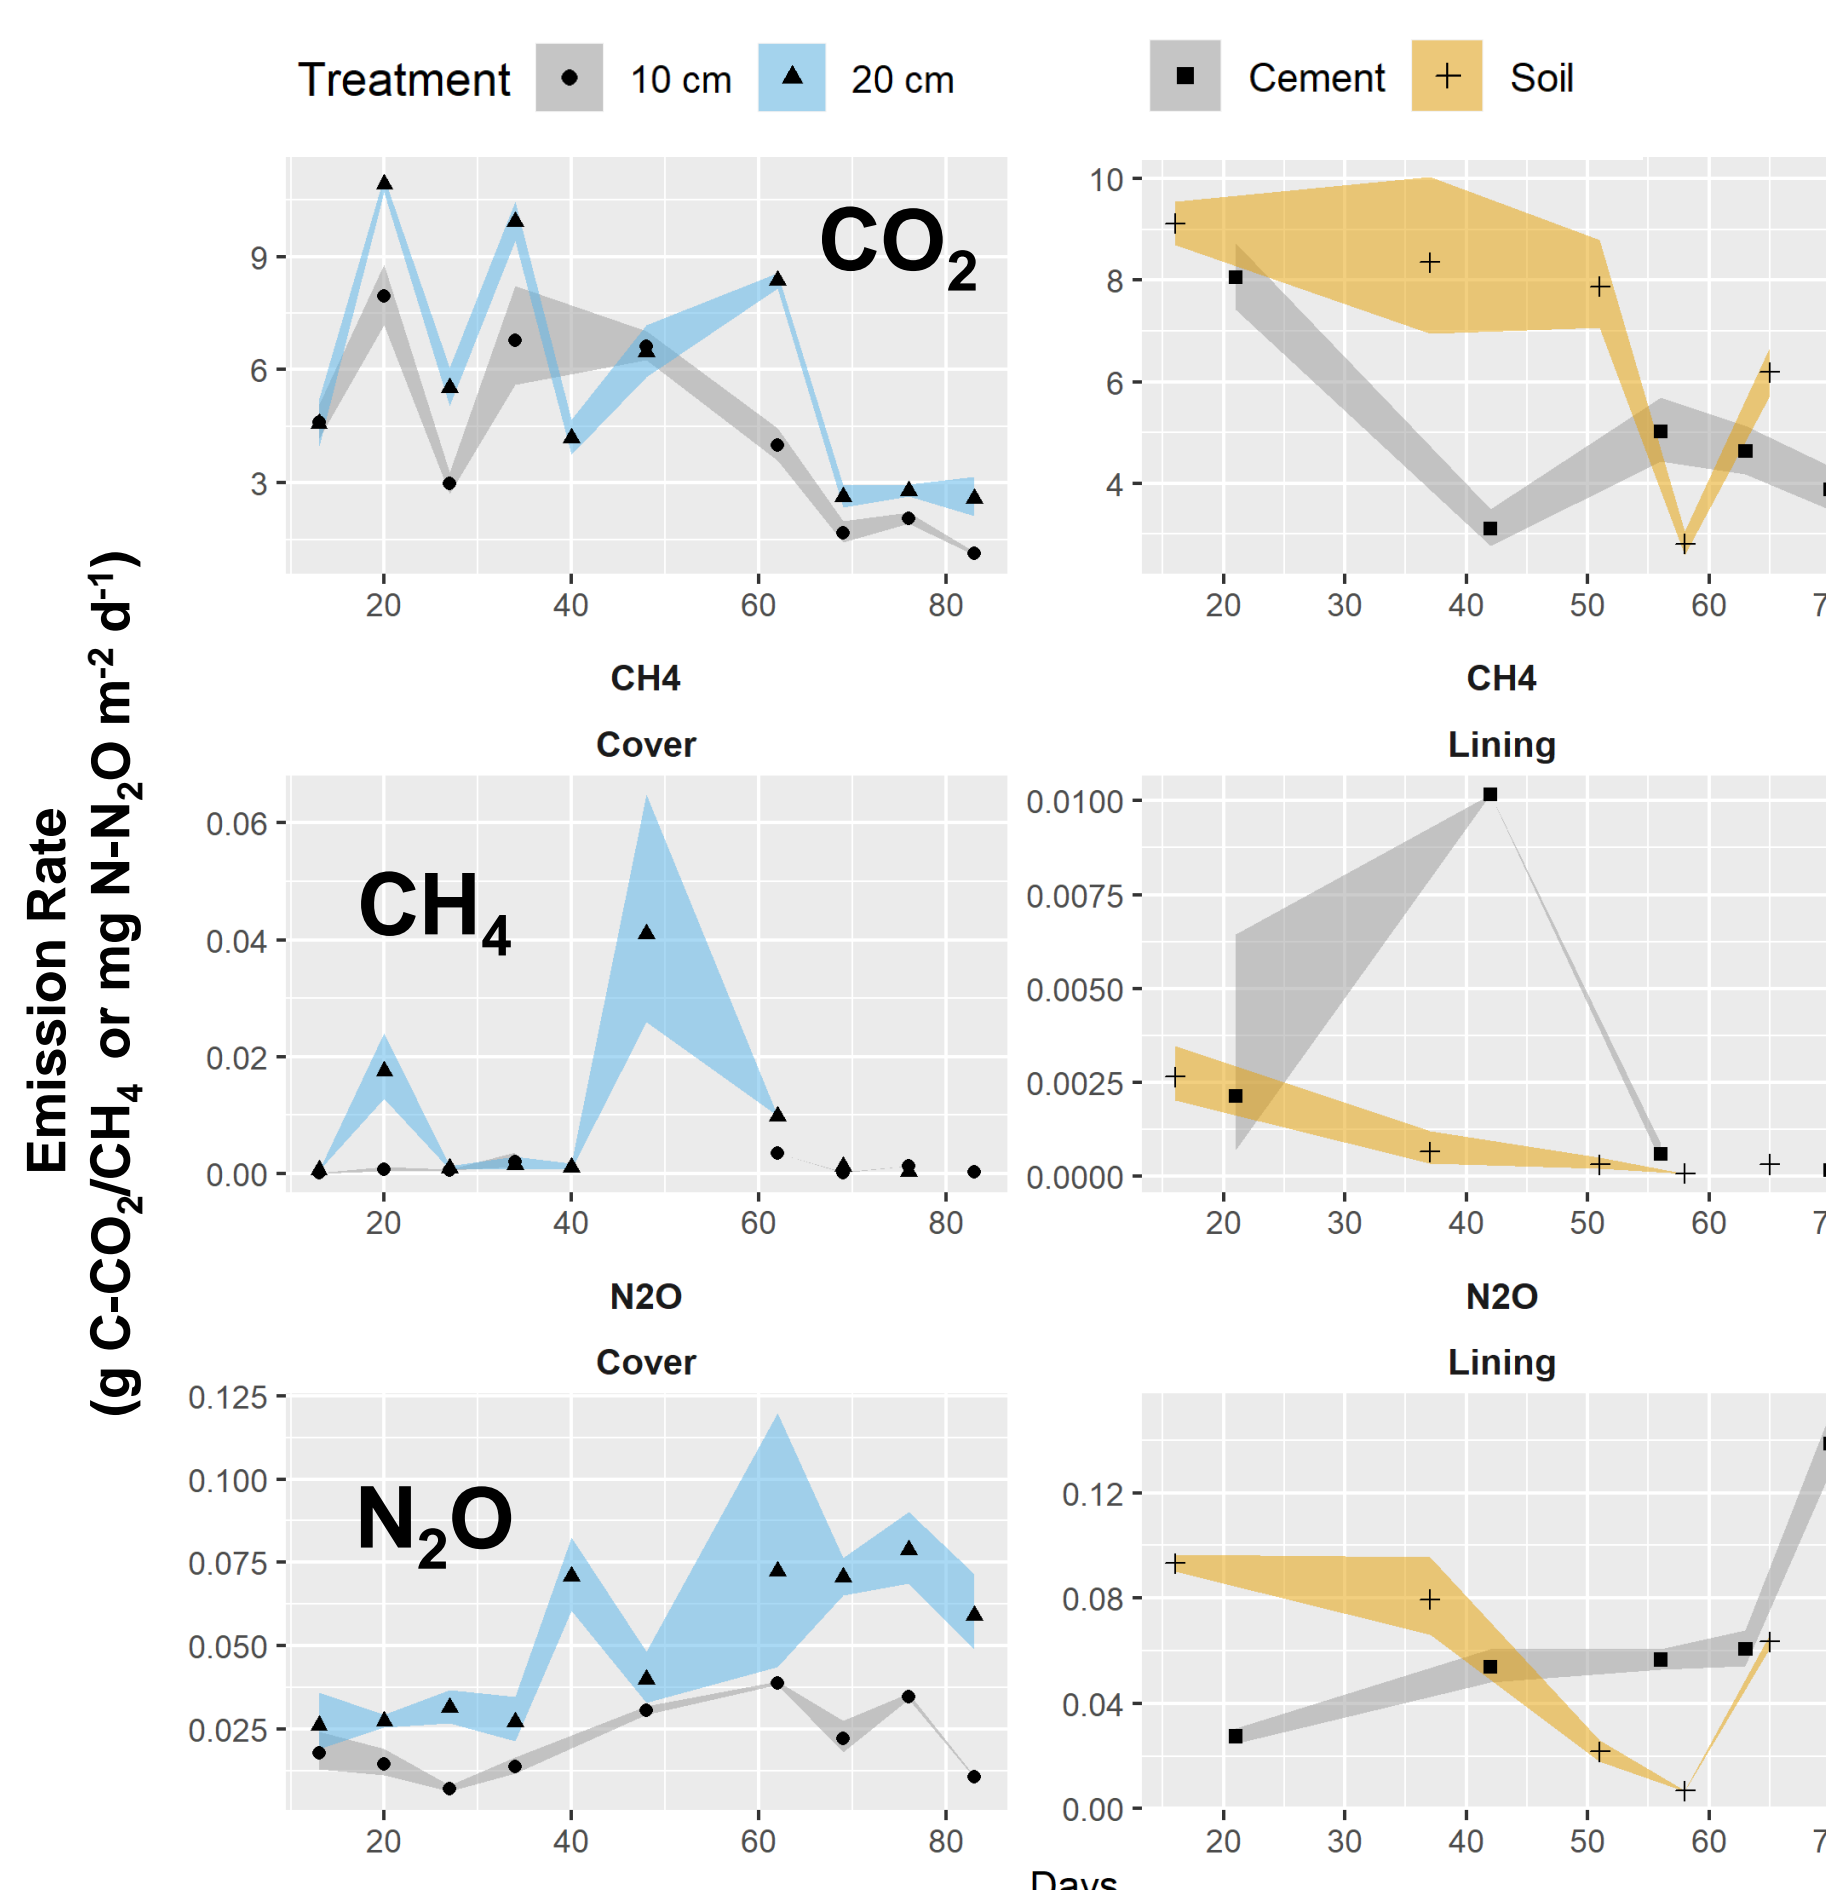 Treatment 10 cm 20 cm
Cement Soil
Emission Rate
(g C-CO₂/CH₄ or mg N-N₂O m⁻² d⁻¹)
CO₂
9
6
3
20 40 60 80
10
8
6
4
20 30 40 50 60 7
CH4
Cover
CH₄
0.06
0.04
0.02
0.00
20 40 60 80
CH4
Lining
0.0100
0.0075
0.0050
0.0025
0.0000
20 30 40 50 60 7
N2O
Cover
N₂O
0.125
0.100
0.075
0.050
0.025
20 40 60 80
N2O
Lining
0.12
0.08
0.04
0.00
20 30 40 50 60 7
Days